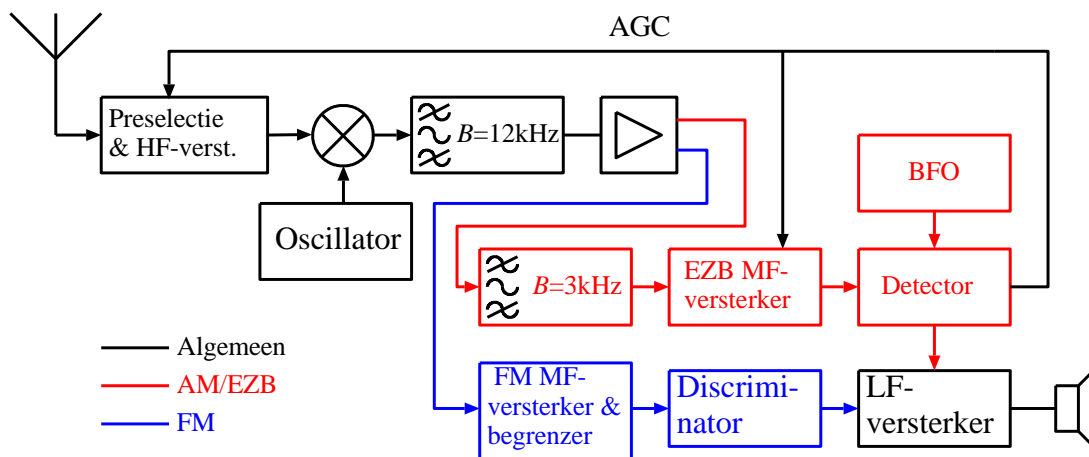 AGC
Preselectie
& HF-verst.
B=12kHz
Oscillator
BFO
B=3kHz
EZB MF-
versterker
Detector
Algemeen
AM/EZB
FM
FM MF-
versterker &
begrenzer
Discrimi-
nator
LF-
versterker